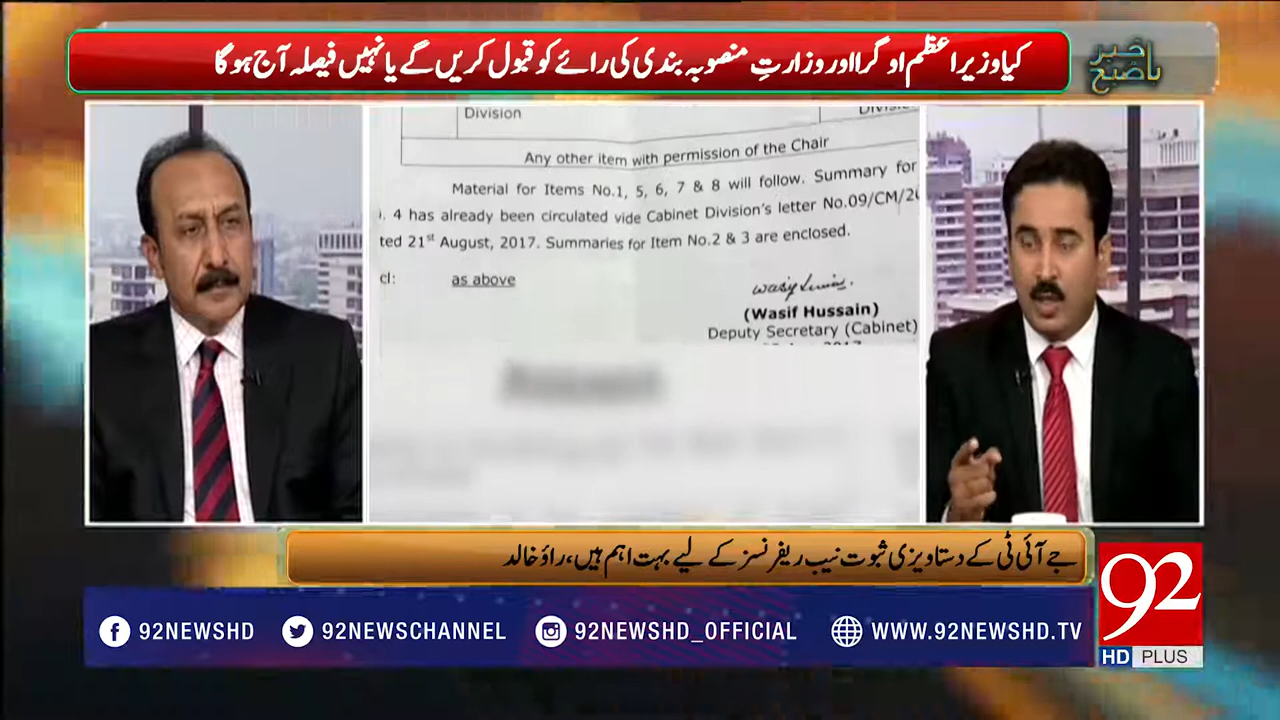 کیا وزیراعظم اوگرا اور وزارتِ منصوبہ بندی کی رائے کو قبول کریں گے یا نہیں فیصلہ آج ہوگا
باخبر صبح
Division
Any other item with permission of the Chair
Material for Items No.1, 5, 6, 7 & 8 will follow. Summary for
. 4 has already been circulated vide Cabinet Division's letter No.09/CM/20
ted 21st August, 2017. Summaries for Item No.2 & 3 are enclosed.
cl: as above
(Wasif Hussain)
Deputy Secretary (Cabinet)
جے آئی ٹی کے دستاویزی ثبوت نیب ریفرنسز کے لیے بہت اہم ہیں، راؤ خالد
92NEWSHD 92NEWSCHANNEL 92NEWSHD_OFFICIAL WWW.92NEWSHD.TV
92
HD PLUS